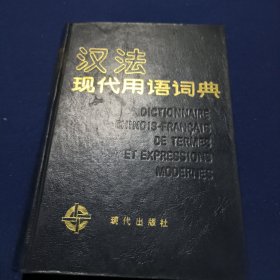 汉法
现代用语词典
DICTIONNAIRE
CHINOIS-FRANÇAIS
DE TERMES
ET EXPRESSIONS
MODERNES
现代出版社